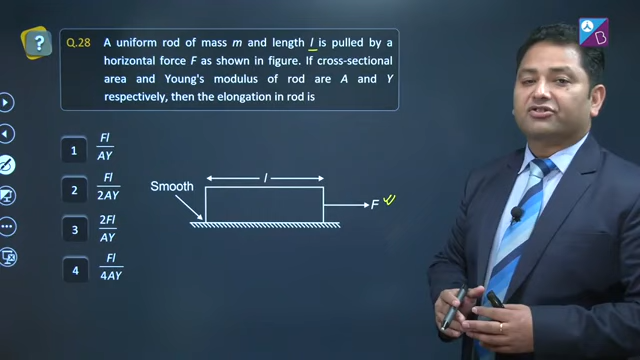 Q.28 A uniform rod of mass m and length l is pulled by a
horizontal force F as shown in figure. If cross-sectional
area and Young's modulus of rod are A and Y
respectively, then the elongation in rod is
1 Fl/AY
2 Fl/2AY
3 2Fl/AY
4 Fl/4AY
l
Smooth
F
B